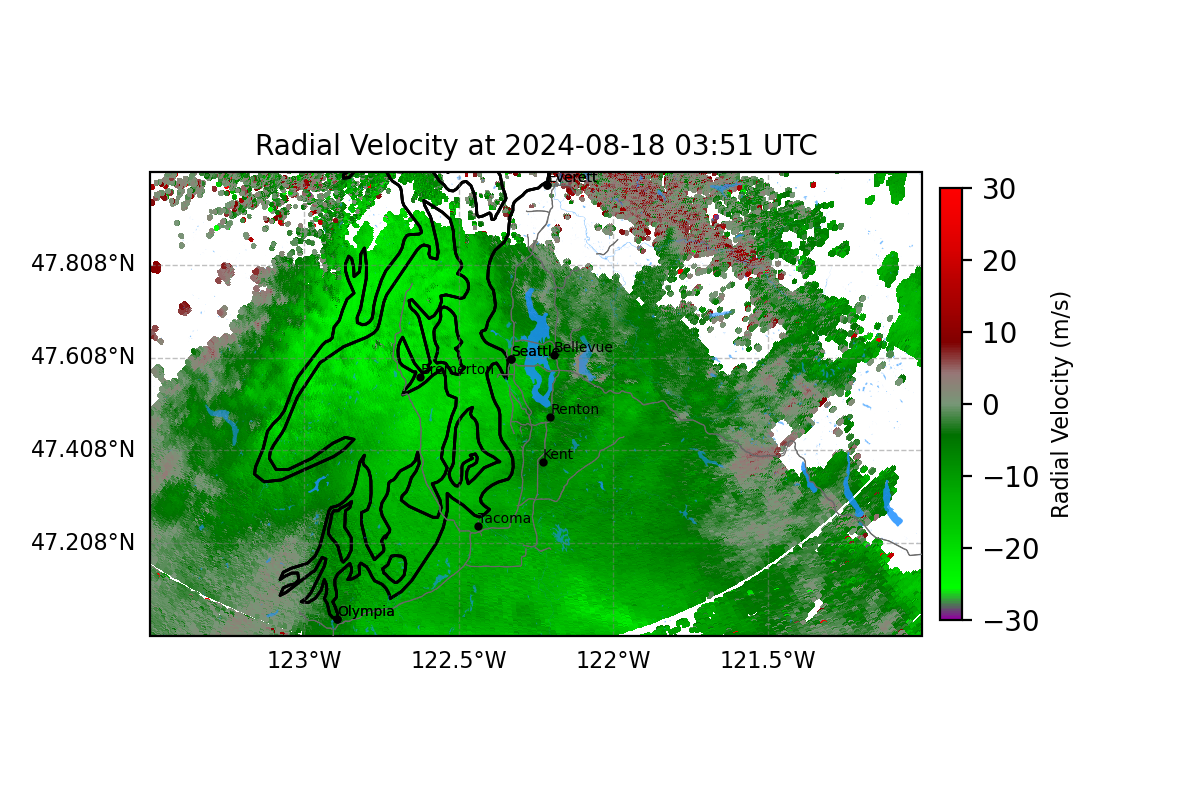 Radial Velocity at 2024-08-18 03:51 UTC
Everett
47.808°N
47.608°N
47.408°N
47.208°N
Seattl
Bellevue
Bremerton
Renton
Kent
Tacoma
Olympia
123°W
122.5°W
122°W
121.5°W
30
20
10
0
−10
−20
−30
Radial Velocity (m/s)